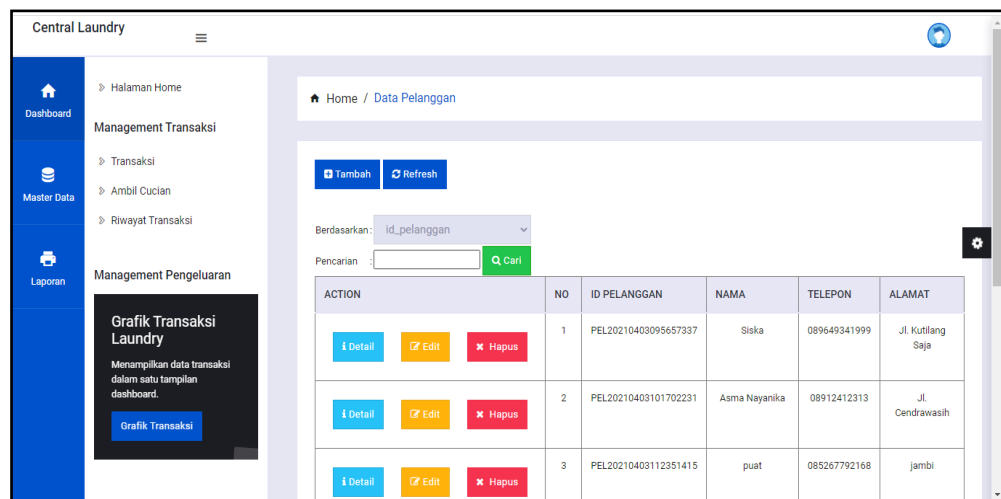 Central Laundry
Dashboard
Master Data
Laporan
Halaman Home
Management Transaksi
Transaksi
Ambil Cucian
Riwayat Transaksi
Management Pengeluaran
Grafik Transaksi
Laundry
Menampilkan data transaksi
dalam satu tampilan
dashboard.
Grafik Transaksi
Home / Data Pelanggan
Tambah Refresh
Berdasarkan : id_pelanggan
Pencarian : Cari
ACTION NO ID PELANGGAN NAMA TELEPON ALAMAT
Detail Edit Hapus 1 PEL20210403095657337 Siska 089649341999 Jl. Kutilang
Saja
Detail Edit Hapus 2 PEL20210403101702231 Asma Nayanika 08912412313 Jl.
Cendrawasih
Detail Edit Hapus 3 PEL20210403112351415 puat 085267792168 jambi